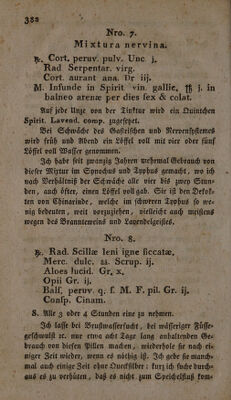 382
Nro. 7.
Mixtura nervina.
℞. Cort. peruv. pulv. Unc j.
Rad Serpentar. virg.
Cort. aurant ana. Dr iij.
M. Infunde in Spirit vin. gallic, ℔ j. in
balneo arenæ per dies sex & colat.
Auf jede Unze von der Tinktur wird ein Quintchen
Spirit. Lavend. comp. zugesetzt.
Bei Schwäche des Gastrischen und Nervensystemes
wird früh und Abend ein Löffel voll mit vier oder fünf
Löffel voll Wasser genommen.
Ich habe seit zwanzig Jahren mehrmal Gebrauch von
dieser Mixtur im Synochus und Typhus gemacht, wo ich
nach Verhältniß der Schwäche alle vier bis zwey Stun-
den, auch öfter, einen Löffel voll gab. Sie ist den Defok-
ten von Chinarinde, welche im schweren Typhus so we-
nig bedeuten, weit vorzuziehen, vielleicht auch meistens
wegen des Branntweins und Lavendelgeistes.
Nro. 8.
℞. Rad. Scillæ leni igne siccatæ,
Merc. dulc. aa. Scrup. ij.
Aloes lucid. Gr, x.
Opii Gr. ij.
Balſ, peruv. q. ſ. M. F. pil. Gr. ij.
Conſp. Cinam.
S. Alle 3 oder 4 Stunden eine zu nehmen.
Ich lasse bei Brustwassersucht, bei wässeriger Füsse-
geschwulst ꝛc. nur etwa acht Tage lang anhaltenden Ge-
brauch von diesen Pillen machen, wiederhole sie nach ei-
niger Zeit wieder, wenn es nöthig ist. Ich gebe sie manch-
mal auch einige Zeit ohne Quecksilber: kurz ich suche durch-
aus es zu verhüten, daß es nicht zum Speichelfluß kom-